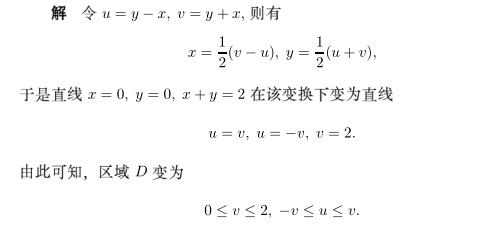 解 令 u = y − x, v = y + x, 则有
x = 1/2(v − u), y = 1/2(u + v),
于是直线 x = 0, y = 0, x + y = 2 在该变换下变为直线
u = v, u = −v, v = 2.
由此可知，区域 D 变为
0 ≤ v ≤ 2, −v ≤ u ≤ v.